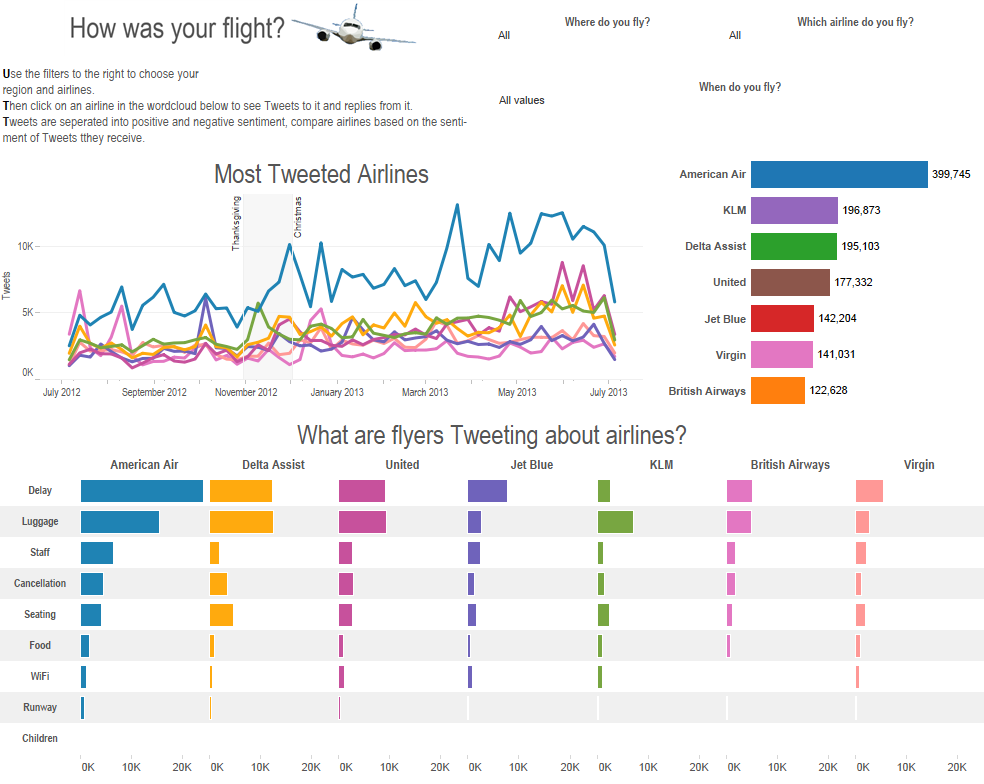 How was your flight?
Where do you fly?
Which airline do you fly?
All
All
Use the filters to the right to choose your
region and airlines.
Then click on an airline in the wordcloud below to see Tweets to it and replies from it.
Tweets are seperated into positive and negative sentiment, compare airlines based on the senti-
ment of Tweets tthey receive.
When do you fly?
All values
Most Tweeted Airlines
Thanksgiving
Christmas
Tweets
10K
5K
0K
July 2012
September 2012
November 2012
January 2013
March 2013
May 2013
July 2013
American Air 399,745
KLM 196,873
Delta Assist 195,103
United 177,332
Jet Blue 142,204
Virgin 141,031
British Airways 122,628
What are flyers Tweeting about airlines?
American Air Delta Assist United Jet Blue KLM British Airways Virgin
Delay
Luggage
Staff
Cancellation
Seating
Food
WiFi
Runway
Children
0K 10K 20K 0K 10K 20K 0K 10K 20K 0K 10K 20K 0K 10K 20K 0K 10K 20K 0K 10K 20K